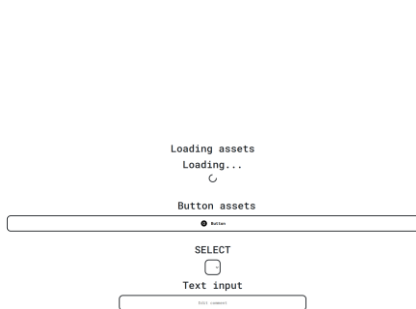 Loading assets
Loading...
Button assets
Button
SELECT
Text input
Edit comment